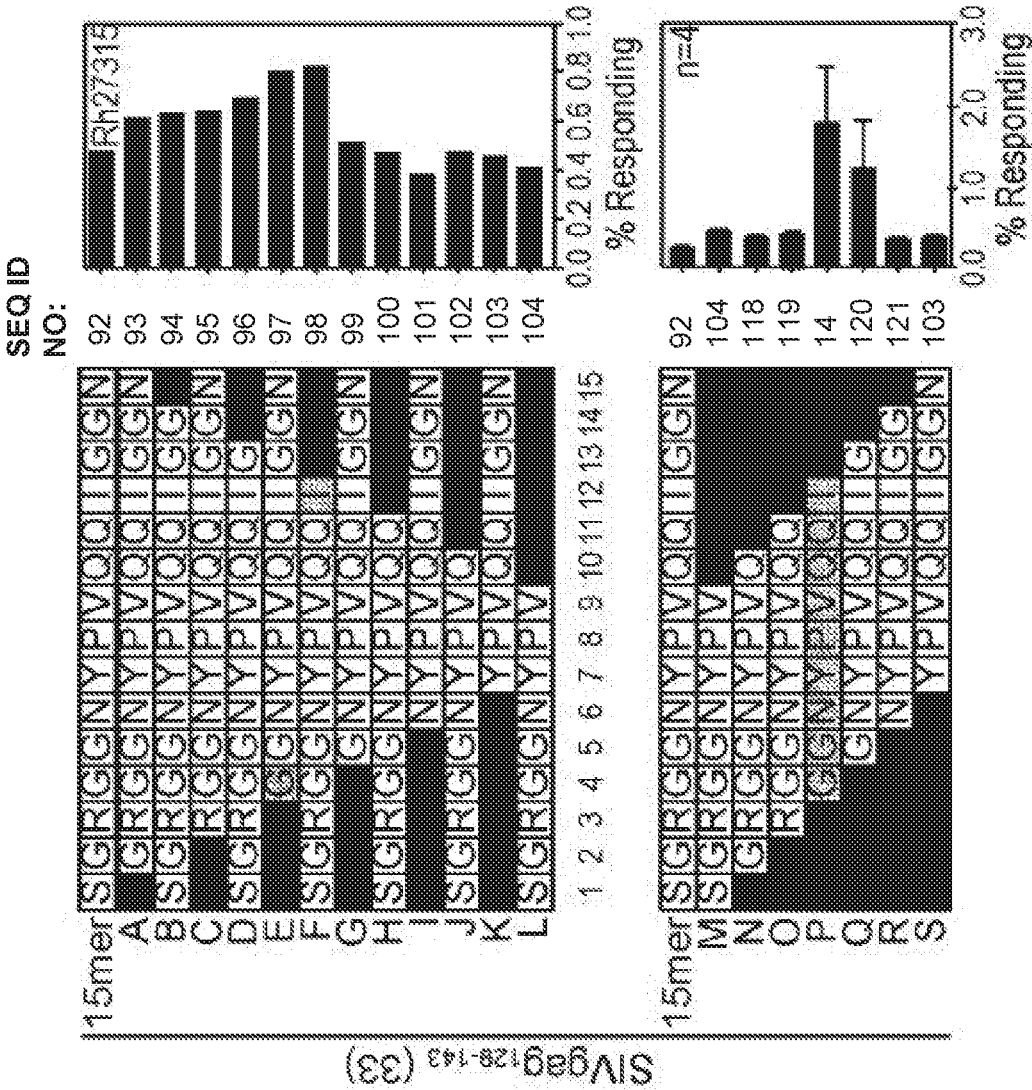 SEQ ID
NO:
15mer SGRGGNYPVQQIGGN 92
A GRGGNYPVQQIGGN 93
B SGRGGNYPVQQIGG 94
C RGGNYPVQQIGGN 95
D SGRGGNYPVQQIG 96
E GGNYPVQQIGGN 97
F SGRGGNYPVQQI 98
G GNYPVQQIGGN 99
H SGRGGNYPVQQ 100
I NYPVQQIGGN 101
J SGRGGNYPVQ 102
K YPVQQIGGN 103
L SGRGGNYPV 104
1 2 3 4 5 6 7 8 9 10 11 12 13 14 15
Rh27315
0.0 0.2 0.4 0.6 0.8 1.0
% Responding
15mer SGRGGNYPVQQIGGN 92
M SGRGGNYPV 104
N GRGGNYPVQ 118
O RGGNYPVQQ 119
P GGNYPVQQI 14
Q GNYPVQQIG 120
R NYPVQQIGG 121
S YPVQQIGGN 103
n=4
0.0 1.0 2.0 3.0
% Responding
SIVgag129-143 (33)